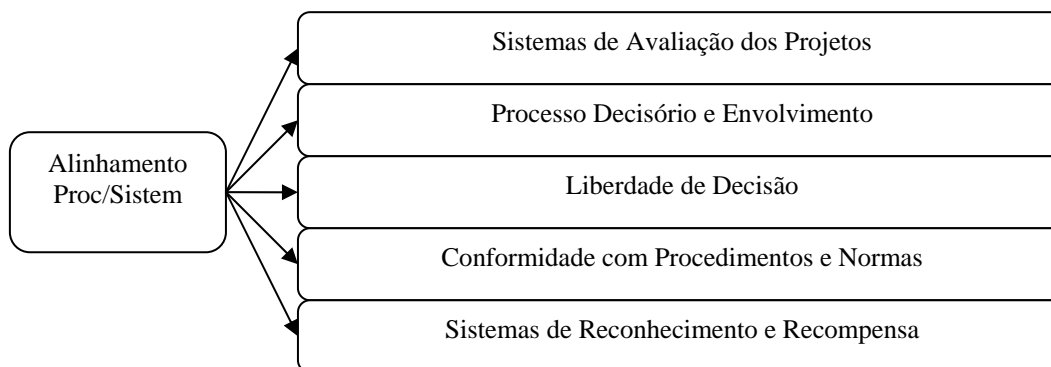 Sistemas de Avaliação dos Projetos
Processo Decisório e Envolvimento
Alinhamento
Proc/Sistem
Liberdade de Decisão
Conformidade com Procedimentos e Normas
Sistemas de Reconhecimento e Recompensa